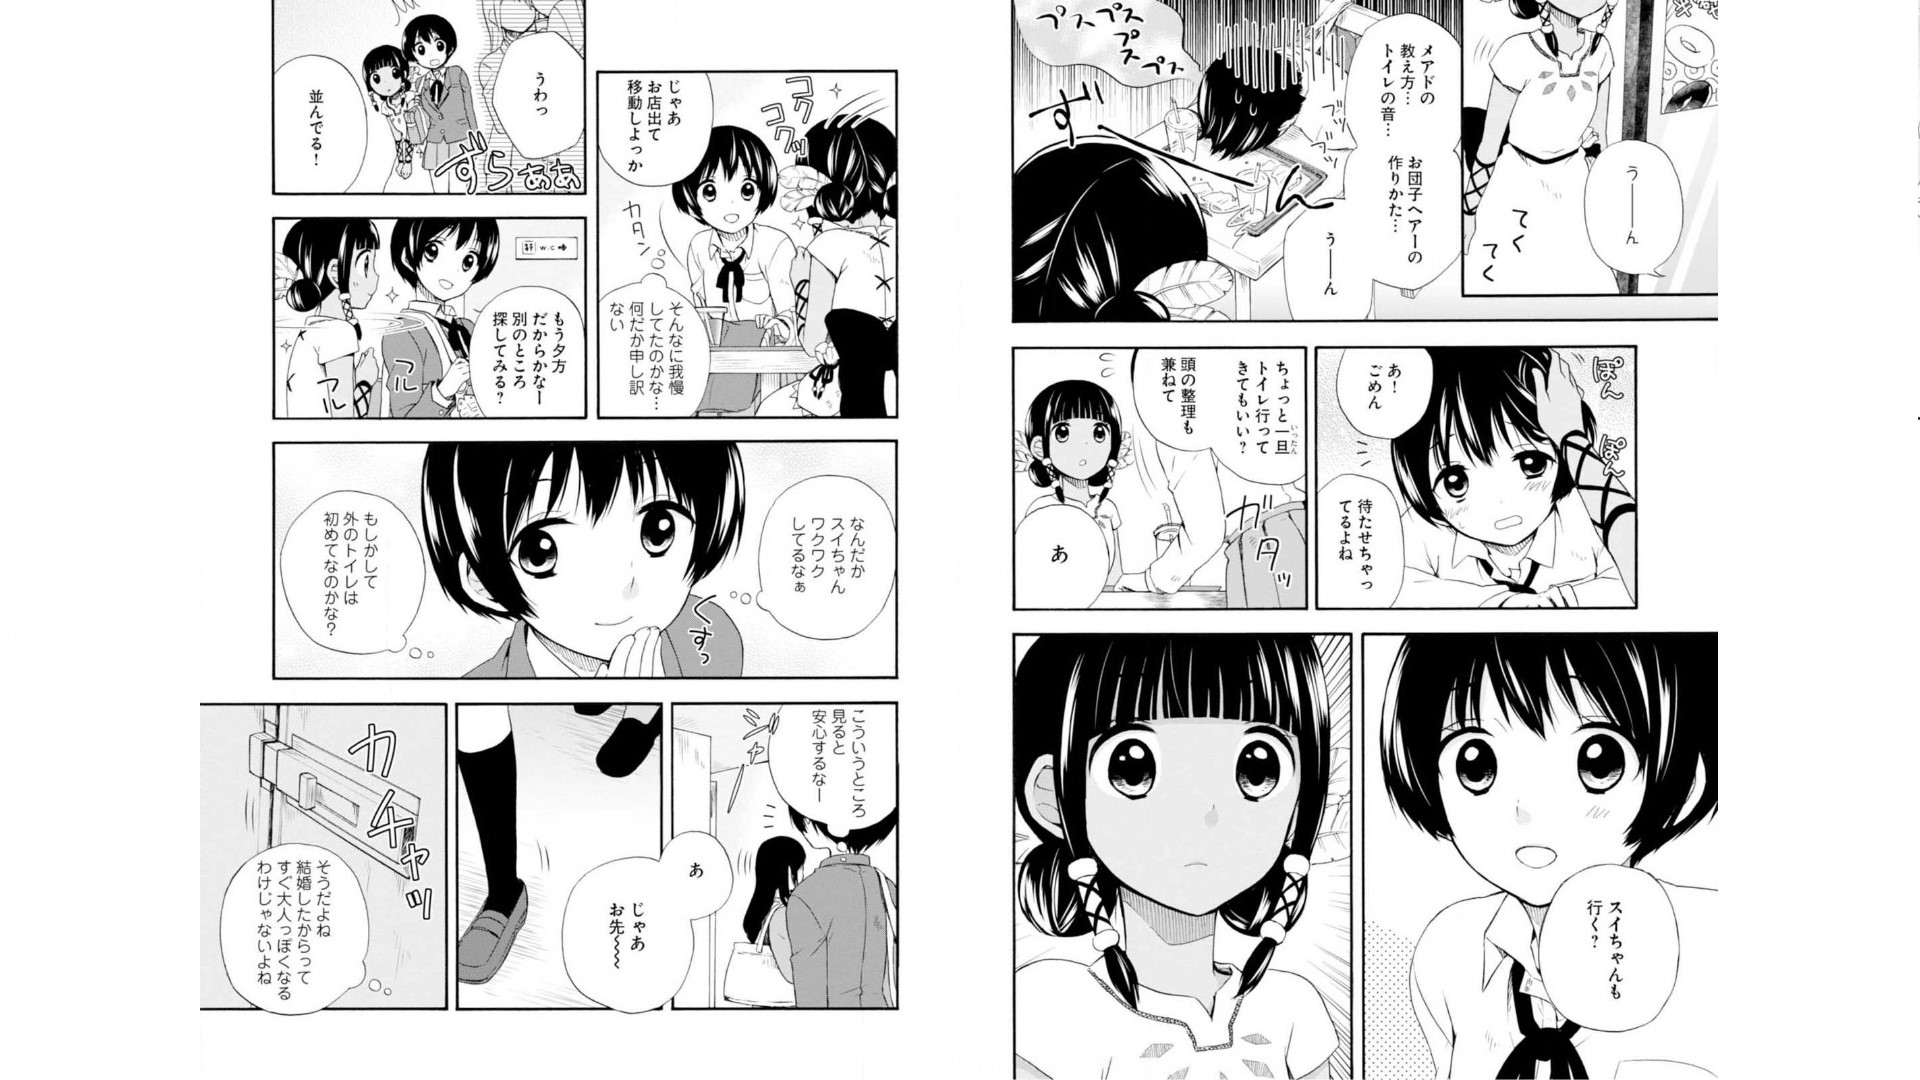 うーーん
てく
てく
メアドの
教え方…
トイレの音…
お団子ヘアーの
作りかた…
うーーん
プスプス
プス
プス
ずーーん
あ!
ごめん
待たせちゃっ
てるよね
ぽん
ぽん
ちょっと一旦
いったん
トイレ行って
きてもいい?
頭の整理も
兼ねて
ガタッ
あ
スイちゃんも
行く?
コク
コクッ
じゃあ
お店出て
移動しよっか
カタン
そんなに我慢
してたのかな…
何だか申し訳
ない
うわっ
並んでる!
ずらぁぁ
W.C
もう夕方
だからかなー
別のところ
探してみる?
フル
フル
なんだか
スイちゃん
ワクワク
してるなぁ
くすっ
もしかして
外のトイレは
初めてなのかな?
こういうところ
見ると
安心するなー
ジャー
あ
じゃあ
お先〜〜
カチャッ
そうだよね
結婚したからって
すぐ大人っぽくなる
わけじゃないよね